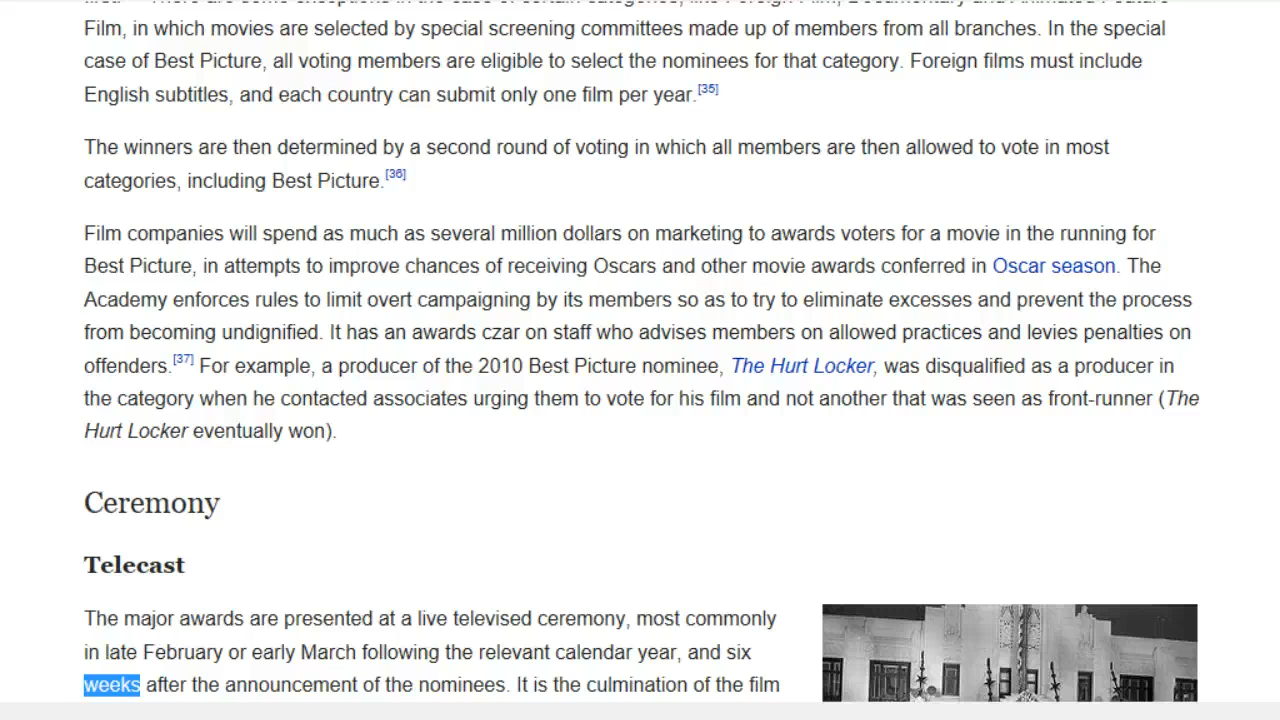 Film, in which movies are selected by special screening committees made up of members from all branches. In the special
case of Best Picture, all voting members are eligible to select the nominees for that category. Foreign films must include
English subtitles, and each country can submit only one film per year.[35]
The winners are then determined by a second round of voting in which all members are then allowed to vote in most
categories, including Best Picture.[36]
Film companies will spend as much as several million dollars on marketing to awards voters for a movie in the running for
Best Picture, in attempts to improve chances of receiving Oscars and other movie awards conferred in Oscar season. The
Academy enforces rules to limit overt campaigning by its members so as to try to eliminate excesses and prevent the process
from becoming undignified. It has an awards czar on staff who advises members on allowed practices and levies penalties on
offenders.[37] For example, a producer of the 2010 Best Picture nominee, The Hurt Locker, was disqualified as a producer in
the category when he contacted associates urging them to vote for his film and not another that was seen as front-runner (The
Hurt Locker eventually won).
Ceremony
Telecast
The major awards are presented at a live televised ceremony, most commonly
in late February or early March following the relevant calendar year, and six
weeks after the announcement of the nominees. It is the culmination of the film